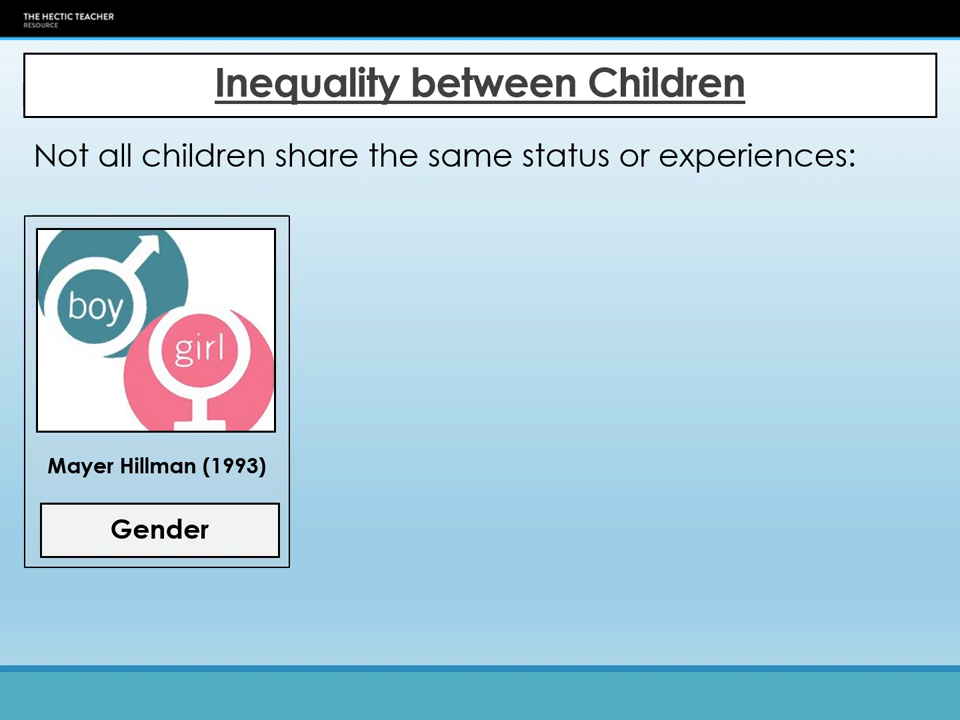 THE HECTIC TEACHER
RESOURCE
Inequality between Children
Not all children share the same status or experiences:
boy
girl
Mayer Hillman (1993)
Gender